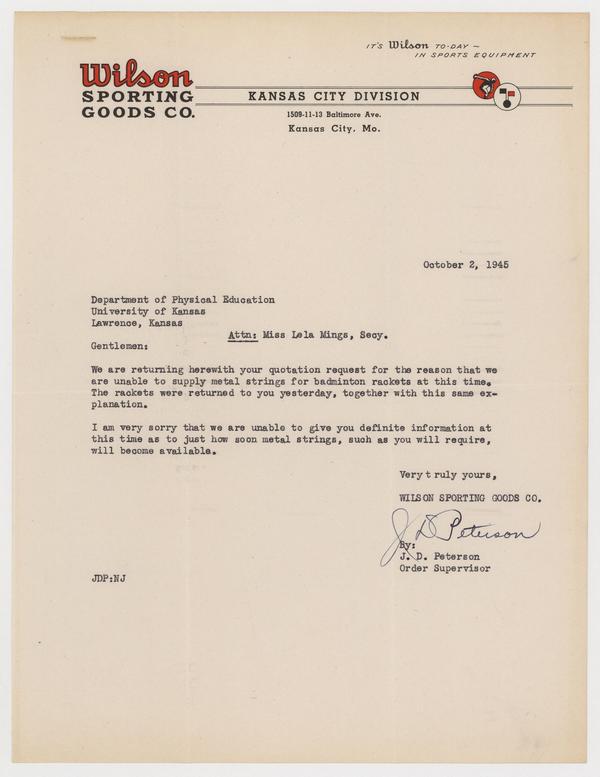 IT'S Wilson TO-DAY —
IN SPORTS EQUIPMENT
Wilson
SPORTING
GOODS CO.
KANSAS CITY DIVISION
1509-11-13 Baltimore Ave.
Kansas City, Mo.
October 2, 1945
Department of Physical Education
University of Kansas
Lawrence, Kansas
Attn: Miss Lela Mings, Secy.
Gentlemen:
We are returning herewith your quotation request for the reason that we
are unable to supply metal strings for badminton rackets at this time.
The rackets were returned to you yesterday, together with this same ex-
planation.
I am very sorry that we are unable to give you definite information at
this time as to just how soon metal strings, such as you will require,
will become available.
Very t ruly yours,
WILSON SPORTING GOODS CO.
J D Peterson
By:
J. D. Peterson
Order Supervisor
JDP:NJ